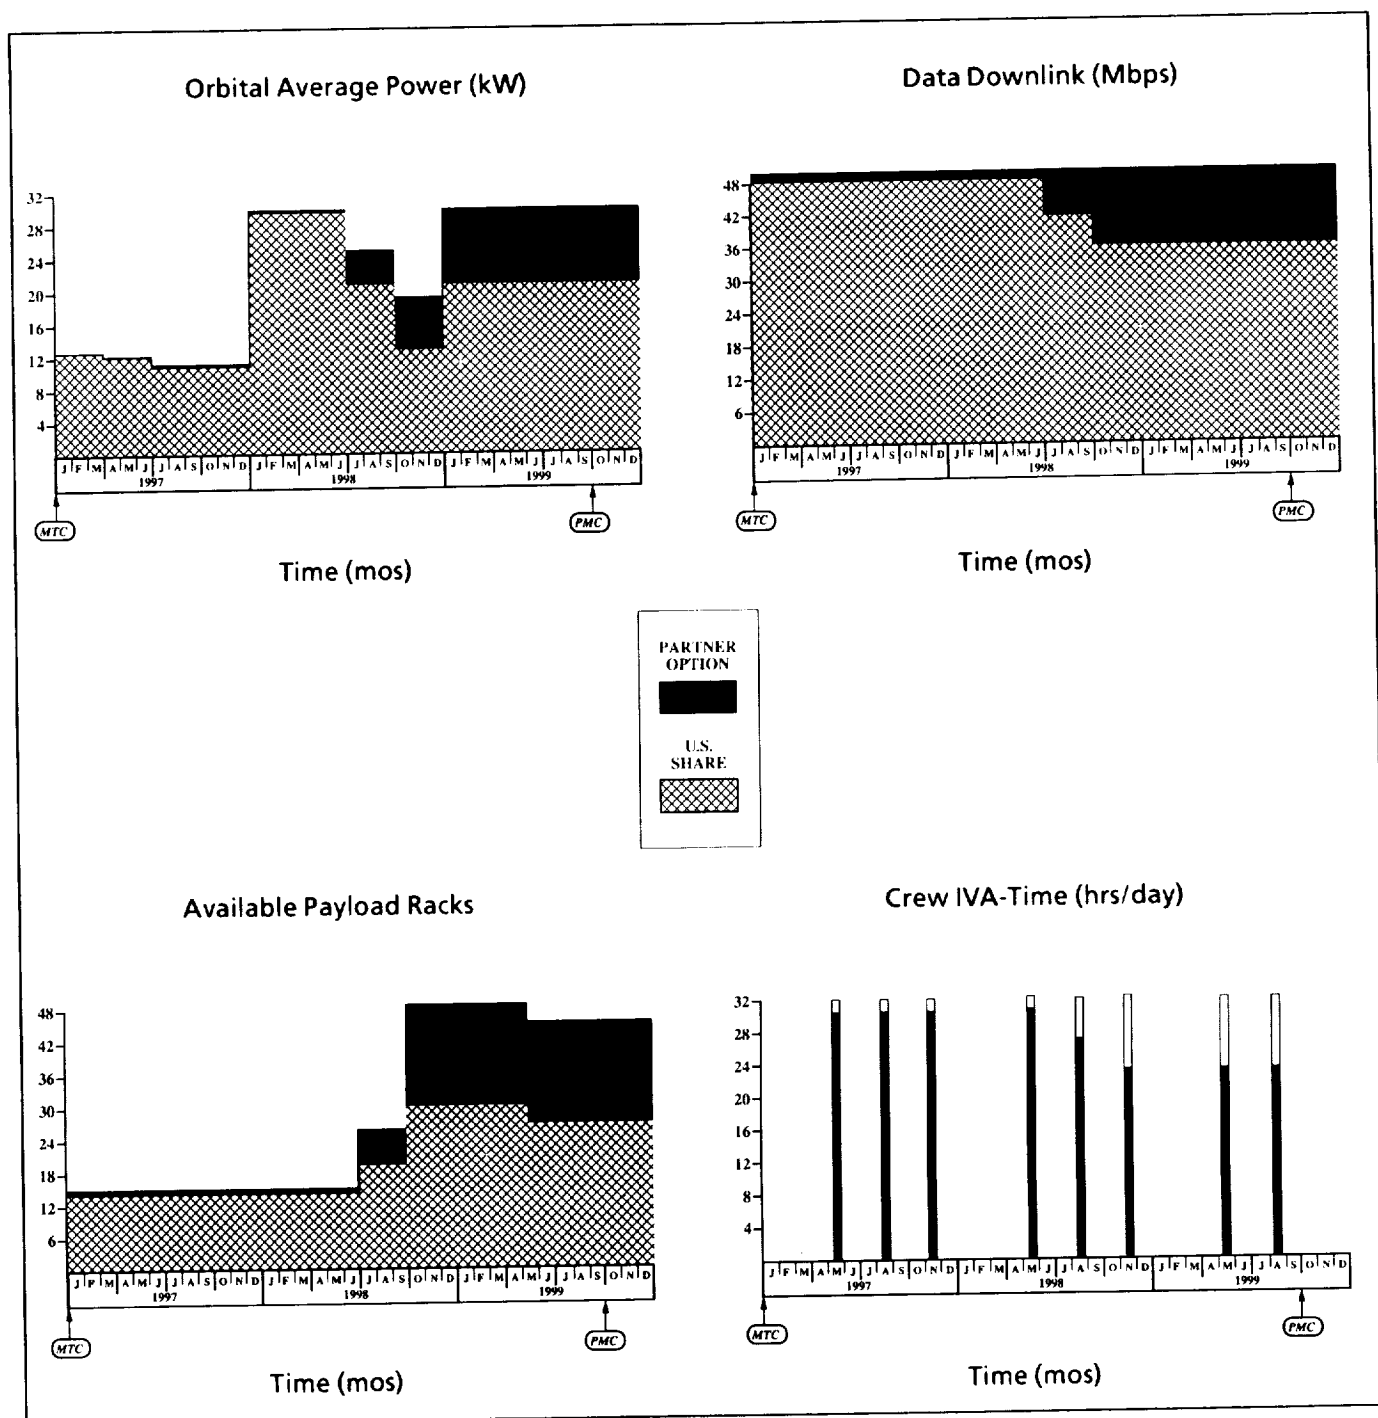 Orbital Average Power (kW)
Data Downlink (Mbps)
32
28
24
20
16
12
8
4
J F M A M J J A S O N D J F M A M J J A S O N D J F M A M J J A S O N D
1997 1998 1999
MTC PMC
Time (mos)
48
42
36
30
24
18
12
6
J F M A M J J A S O N D J F M A M J J A S O N D J F M A M J J A S O N D
1997 1998 1999
MTC PMC
Time (mos)
PARTNER
OPTION
U.S.
SHARE
Available Payload Racks
Crew IVA-Time (hrs/day)
48
42
36
30
24
18
12
6
J F M A M J J A S O N D J F M A M J J A S O N D J F M A M J J A S O N D
1997 1998 1999
MTC PMC
Time (mos)
32
28
24
20
16
12
8
4
J F M A M J J A S O N D J F M A M J J A S O N D J F M A M J J A S O N D
1997 1998 1999
MTC PMC
Time (mos)